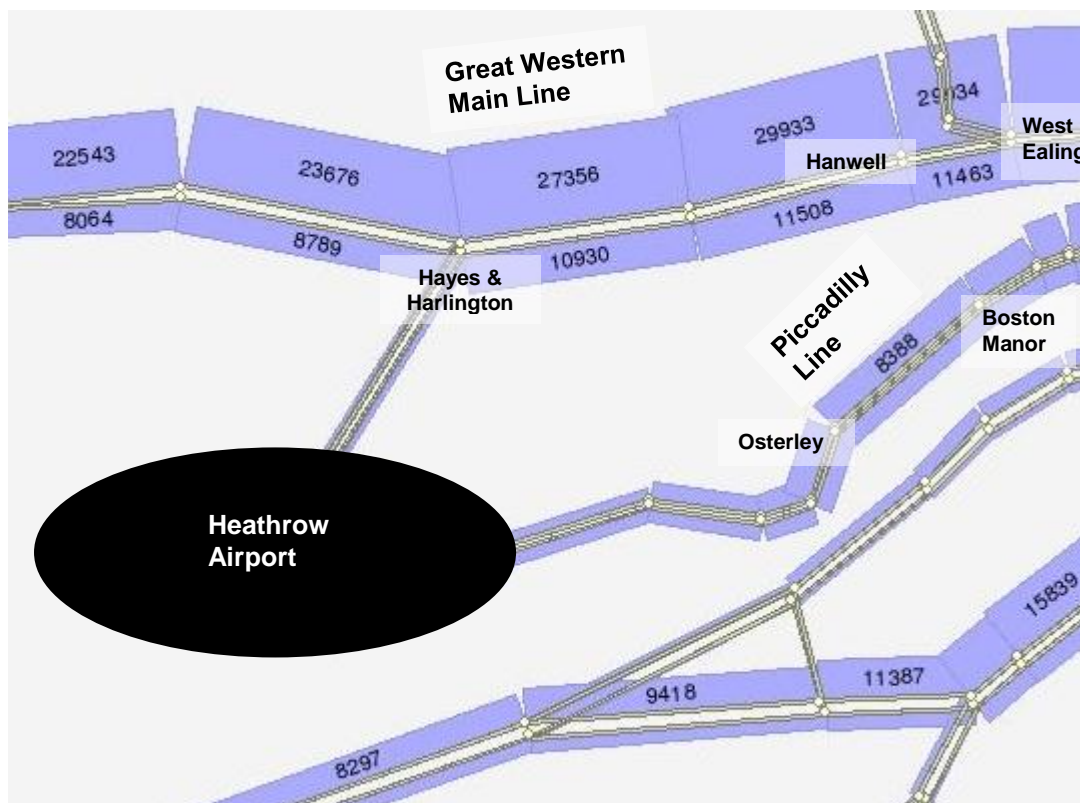 Great Western
Main Line
22543
23676
27356
29933
West
Ealing
Hanwell
11463
8064
8789
10930
11508
Hayes &
Harlington
Piccadilly
Line
Boston
Manor
8388
Osterley
Heathrow
Airport
15839
11387
9418
8297